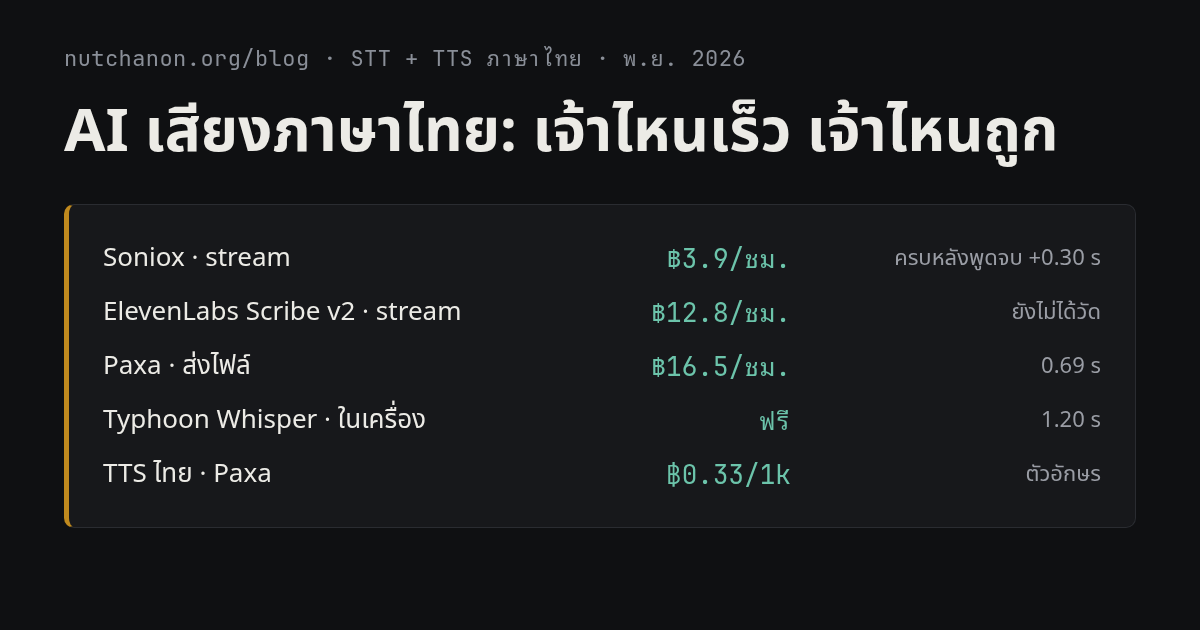 nutchanon.org/blog · STT + TTS ภาษาไทย · พ.ย. 2026
AI เสียงภาษาไทย: เจ้าไหนเร็ว เจ้าไหนถูก
Soniox · stream ฿3.9/ชม. ครบหลังพูดจบ +0.30 s
ElevenLabs Scribe v2 · stream ฿12.8/ชม. ยังไม่ได้วัด
Paxa · ส่งไฟล์ ฿16.5/ชม. 0.69 s
Typhoon Whisper · ในเครื่อง ฟรี 1.20 s
TTS ไทย · Paxa ฿0.33/1k ตัวอักษร